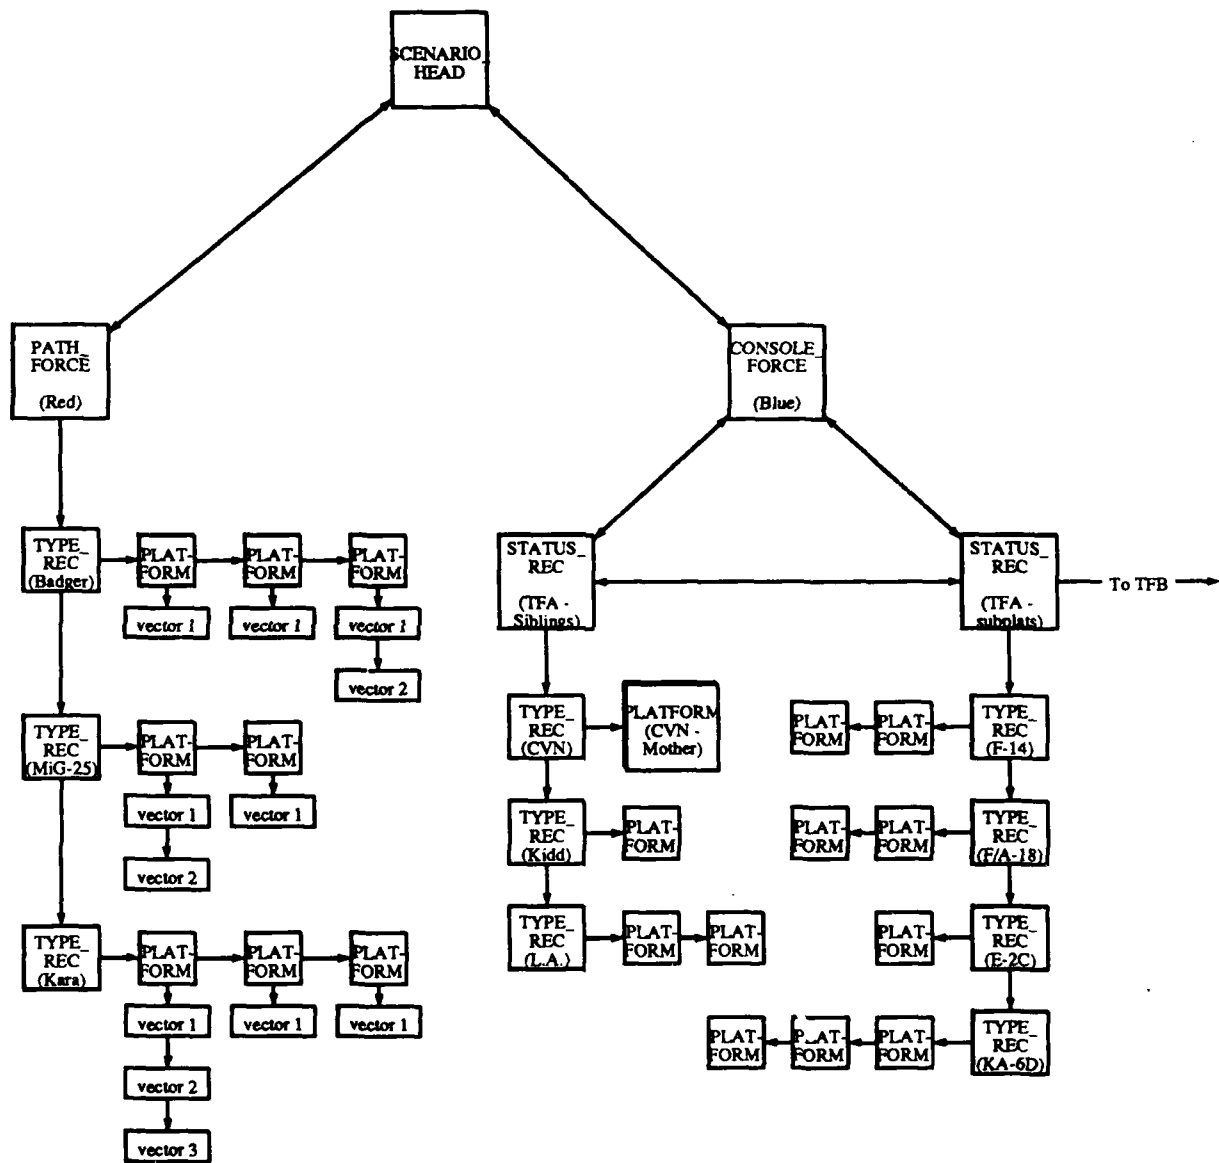 SCENARIO_
HEAD
PATH_
FORCE
(Red)
CONSOLE_
FORCE
(Blue)
TYPE_
REC
(Badger)
PLAT-
FORM
PLAT-
FORM
PLAT-
FORM
vector 1
vector 1
vector 1
vector 2
TYPE_
REC
(MiG-25)
PLAT-
FORM
PLAT-
FORM
vector 1
vector 1
vector 2
TYPE_
REC
(Kara)
PLAT-
FORM
PLAT-
FORM
PLAT-
FORM
vector 1
vector 1
vector 1
vector 2
vector 3
STATUS_
REC
(TFA -
Siblings)
STATUS_
REC
(TFA -
subplats)
To TFB
TYPE_
REC
(CVN)
PLATFORM
(CVN -
Mother)
PLAT-
FORM
PLAT-
FORM
TYPE_
REC
(F-14)
TYPE_
REC
(Kidd)
PLAT-
FORM
PLAT-
FORM
PLAT-
FORM
TYPE_
REC
(F/A-18)
TYPE_
REC
(L.A.)
PLAT-
FORM
PLAT-
FORM
PLAT-
FORM
TYPE_
REC
(E-2C)
PLAT-
FORM
PLAT-
FORM
PLAT-
FORM
TYPE_
REC
(KA-6D)